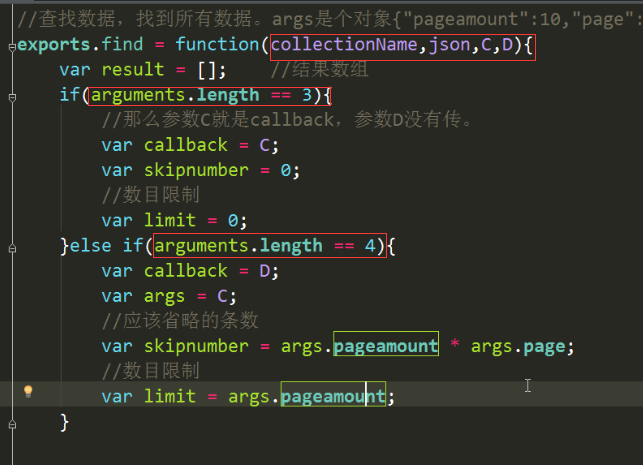 //查找数据，找到所有数据。args是个对象{"pageamount":10,"page":
exports.find = function(collectionName,json,C,D){
var result = [];    //结果数组
if(arguments.length == 3){
//那么参数C就是callback，参数D没有传。
var callback = C;
var skipnumber = 0;
//数目限制
var limit = 0;
}else if(arguments.length == 4){
var callback = D;
var args = C;
//应该省略的条数
var skipnumber = args.pageamount * args.page;
//数目限制
var limit = args.pageamount;
}